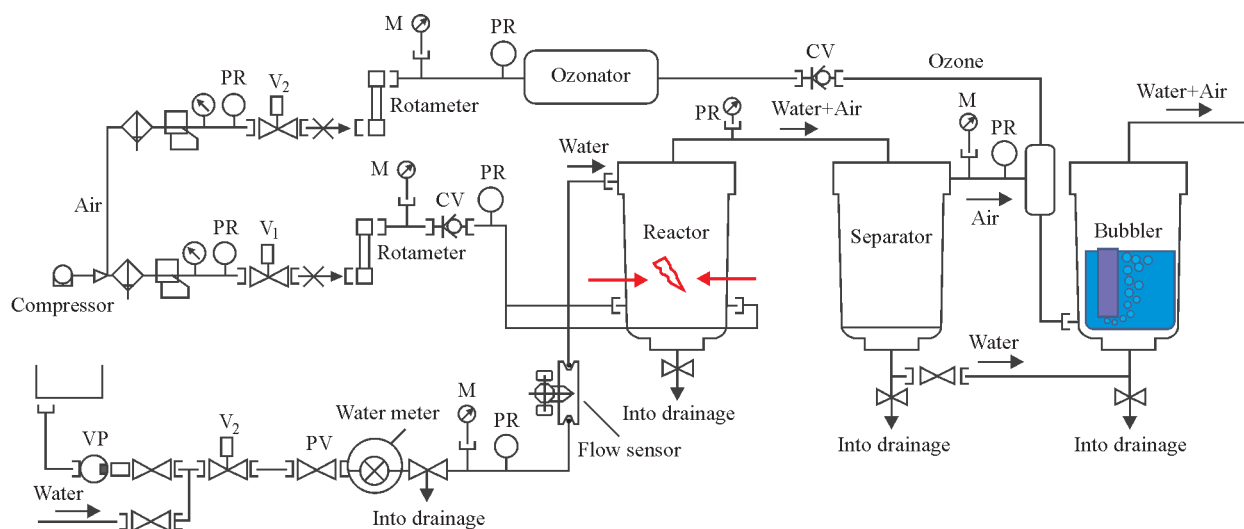 M
PR
CV
Ozone
Water+Air
Ozonator
PR
V2
Rotameter
PR
Water+Air
M
PR
Water
M
CV
PR
Air
Air
PR
V1
Rotameter
Reactor
Separator
Bubbler
Compressor
Water
Into drainage
Water meter
M
PR
Flow sensor
Into drainage
Into drainage
VP
V2
PV
Water
Into drainage